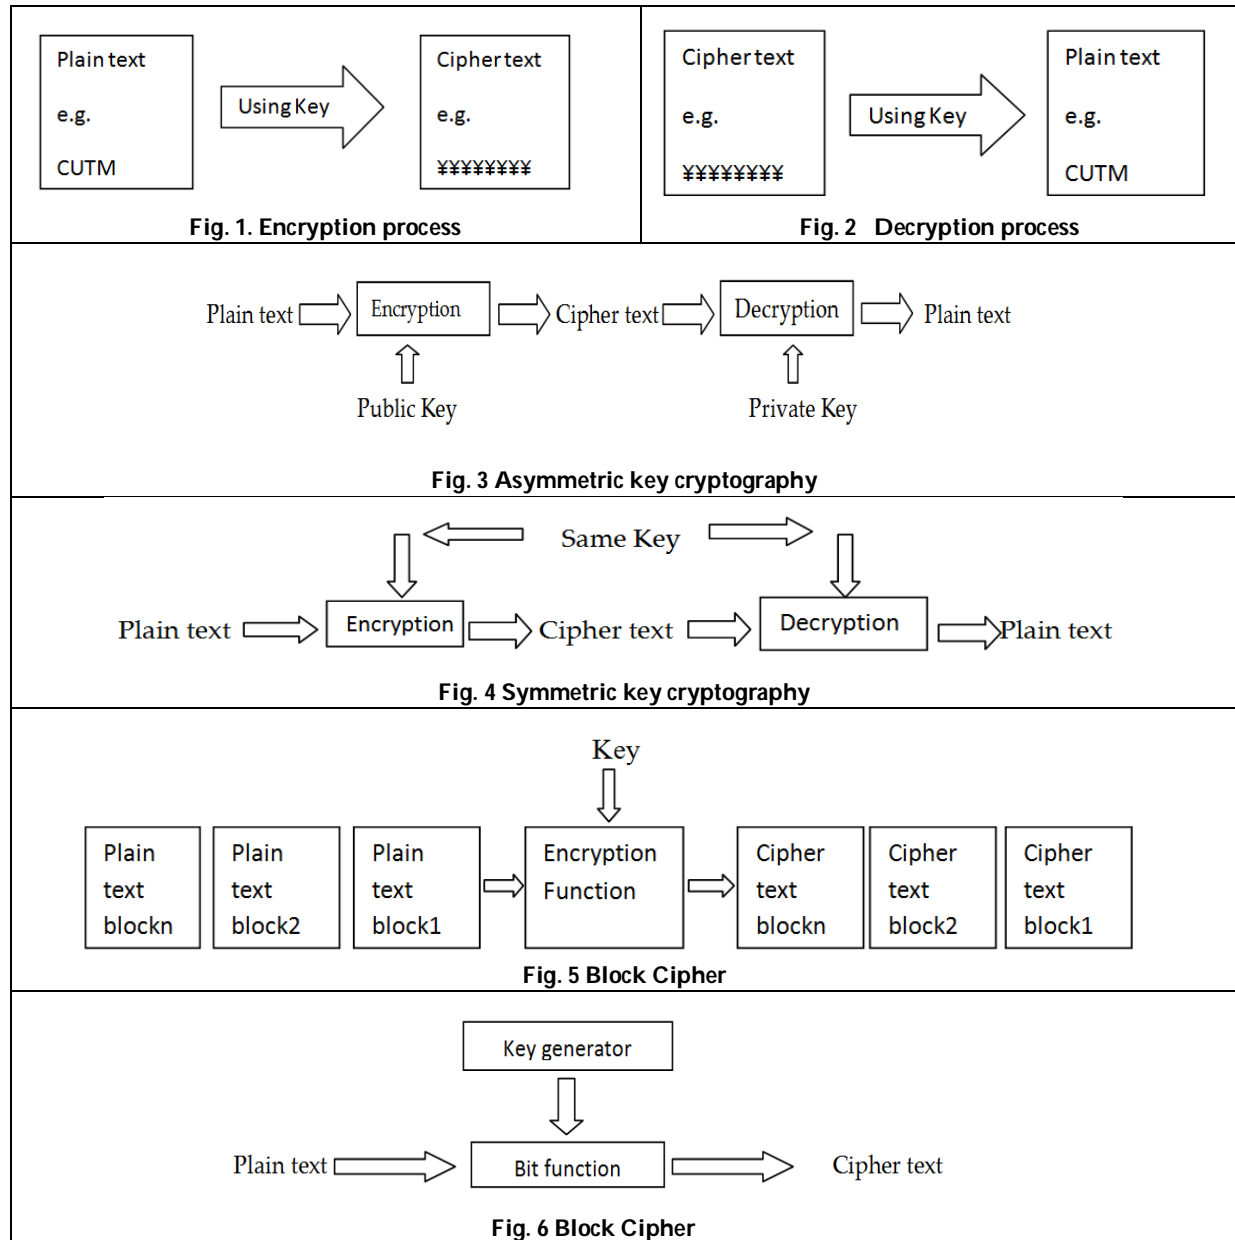 Plain text
e.g.
CUTM
Using Key
Cipher text
e.g.
¥¥¥¥¥¥¥¥
Fig. 1. Encryption process
Cipher text
e.g.
¥¥¥¥¥¥¥¥
Using Key
Plain text
e.g.
CUTM
Fig. 2 Decryption process
Plain text
Encryption
Cipher text
Decryption
Plain text
Public Key
Private Key
Fig. 3 Asymmetric key cryptography
Same Key
Plain text
Encryption
Cipher text
Decryption
Plain text
Fig. 4 Symmetric key cryptography
Key
Plain
text
blockn
Plain
text
block2
Plain
text
block1
Encryption
Function
Cipher
text
blockn
Cipher
text
block2
Cipher
text
block1
Fig. 5 Block Cipher
Key generator
Plain text
Bit function
Cipher text
Fig. 6 Block Cipher